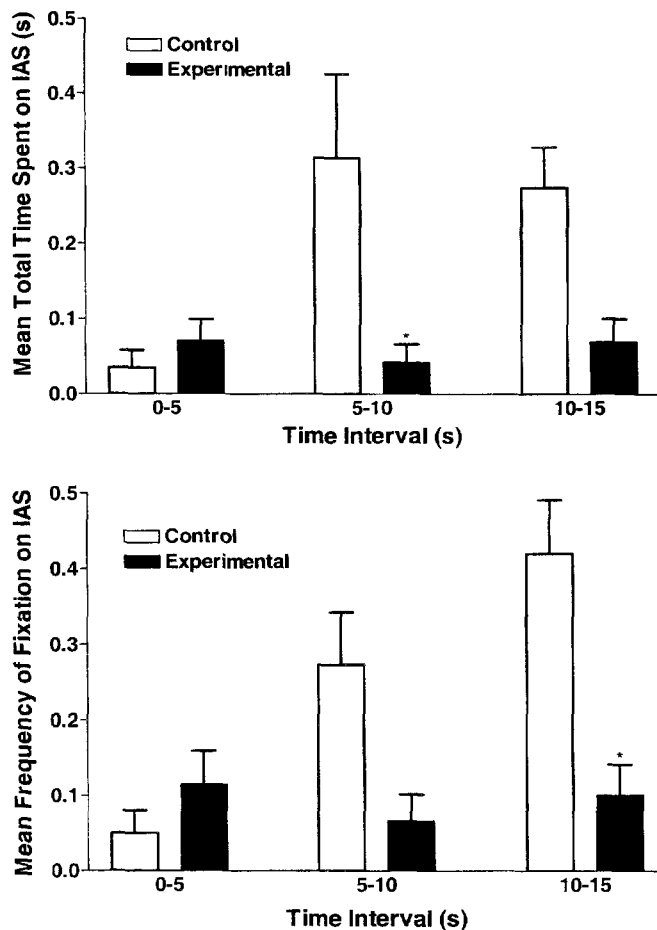 Mean Total Time Spent on IAS (s)
0.5
0.4
0.3
0.2
0.1
0.0
Control
Experimental
*
0-5
5-10
10-15
Time Interval (s)
Mean Frequency of Fixation on IAS
0.5
0.4
0.3
0.2
0.1
0.0
Control
Experimental
*
0-5
5-10
10-15
Time Interval (s)